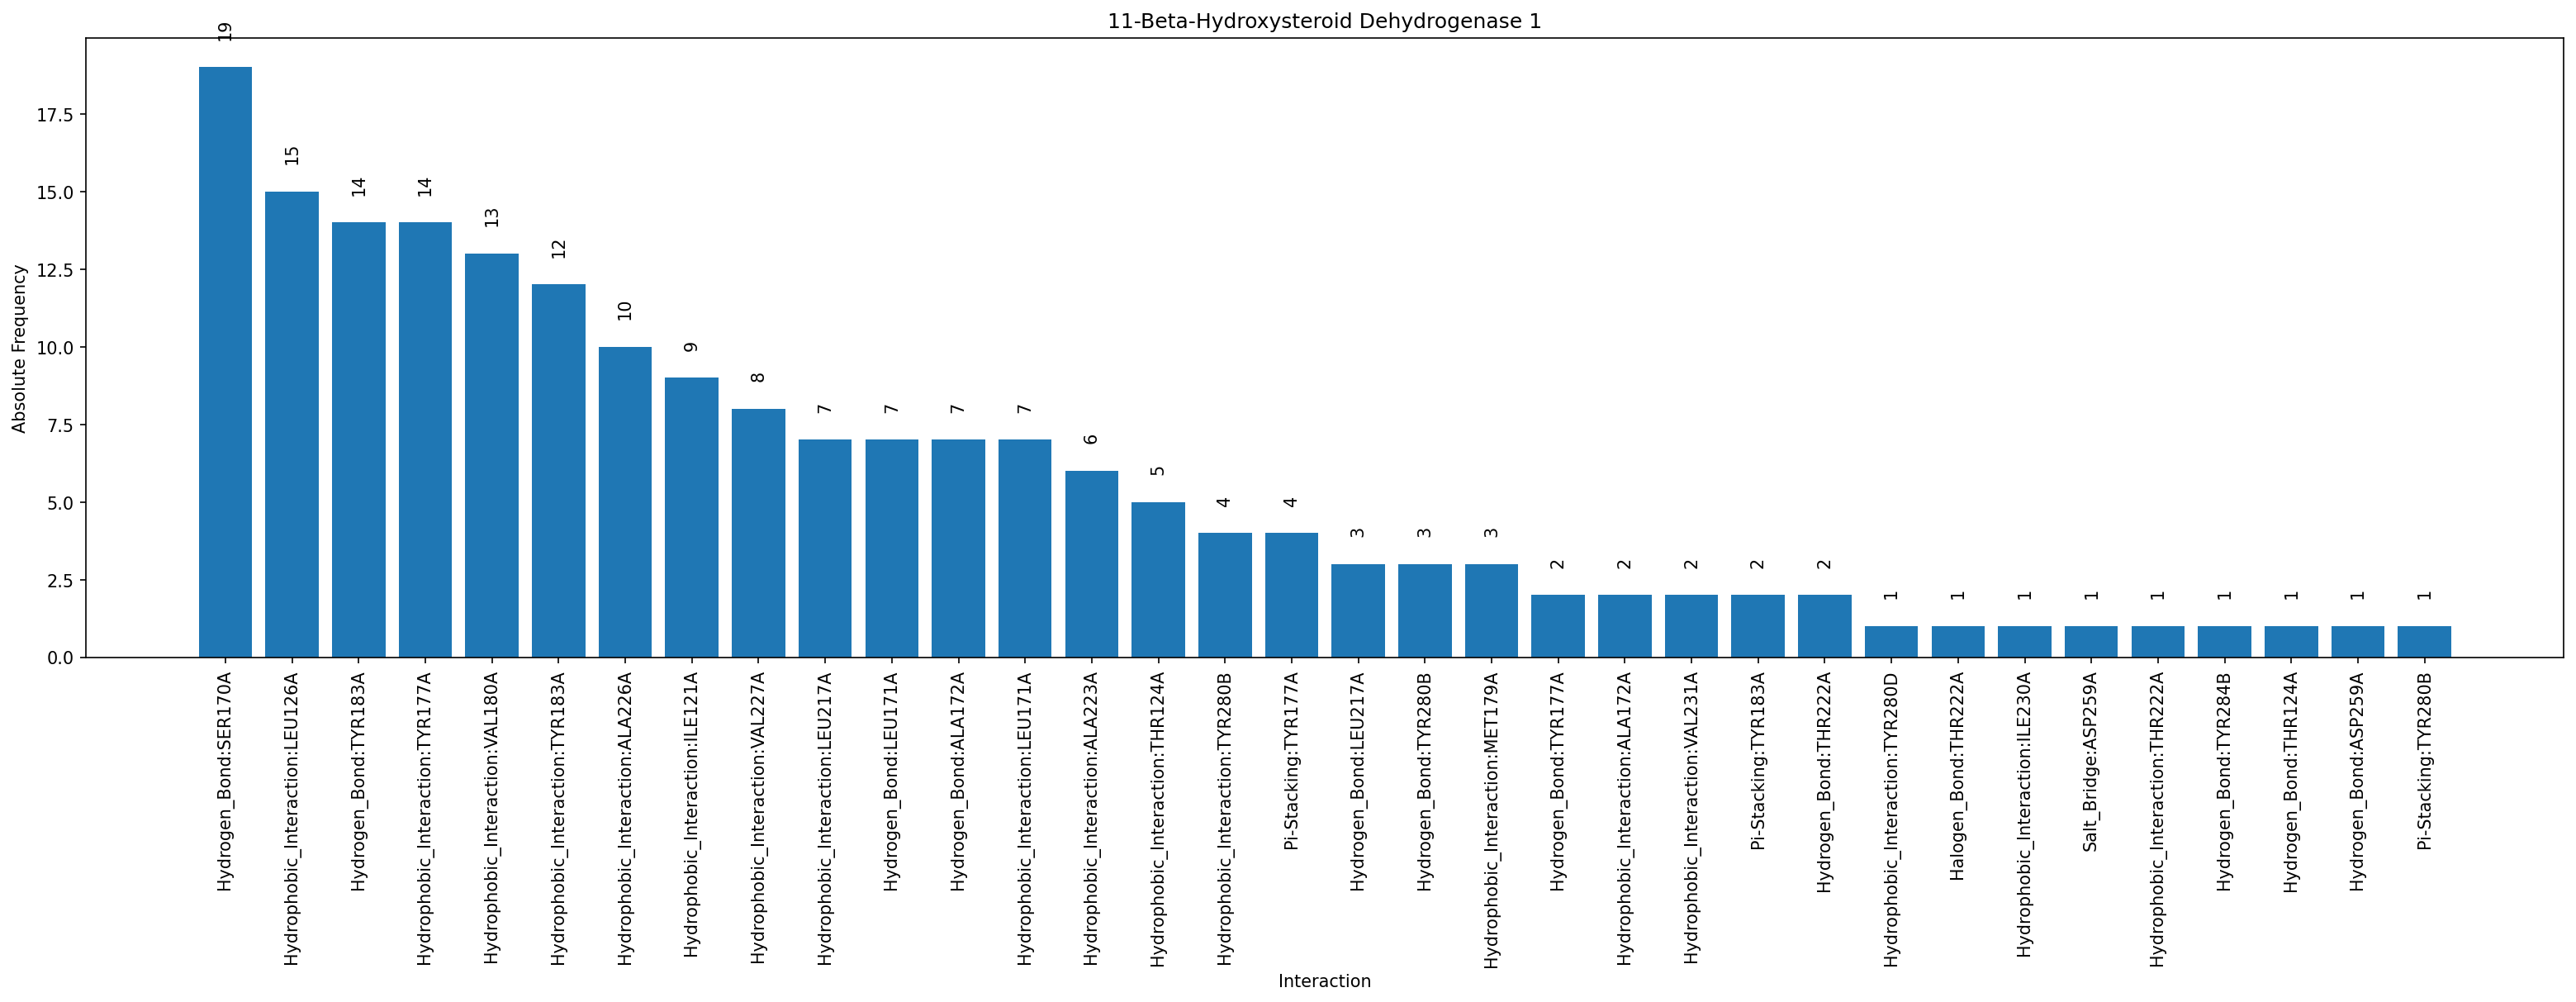 11-Beta-Hydroxysteroid Dehydrogenase 1
Absolute Frequency
17.5
15.0
12.5
10.0
7.5
5.0
2.5
0.0
19
15
14
14
13
12
10
9
8
7
7
7
7
6
5
4
4
3
3
3
2
2
2
2
2
1
1
1
1
1
1
1
1
1
Hydrogen_Bond:SER170A
Hydrophobic_Interaction:LEU126A
Hydrogen_Bond:TYR183A
Hydrophobic_Interaction:TYR177A
Hydrophobic_Interaction:VAL180A
Hydrophobic_Interaction:TYR183A
Hydrophobic_Interaction:ALA226A
Hydrophobic_Interaction:ILE121A
Hydrophobic_Interaction:VAL227A
Hydrophobic_Interaction:LEU217A
Hydrogen_Bond:LEU171A
Hydrogen_Bond:ALA172A
Hydrophobic_Interaction:LEU171A
Hydrophobic_Interaction:ALA223A
Hydrophobic_Interaction:THR124A
Hydrophobic_Interaction:TYR280B
Pi-Stacking:TYR177A
Hydrogen_Bond:LEU217A
Hydrogen_Bond:TYR280B
Hydrophobic_Interaction:MET179A
Hydrogen_Bond:TYR177A
Hydrophobic_Interaction:ALA172A
Hydrophobic_Interaction:VAL231A
Pi-Stacking:TYR183A
Hydrogen_Bond:THR222A
Hydrophobic_Interaction:TYR280D
Halogen_Bond:THR222A
Hydrophobic_Interaction:ILE230A
Salt_Bridge:ASP259A
Hydrophobic_Interaction:THR222A
Hydrogen_Bond:TYR284B
Hydrogen_Bond:THR124A
Hydrogen_Bond:ASP259A
Pi-Stacking:TYR280B
Interaction